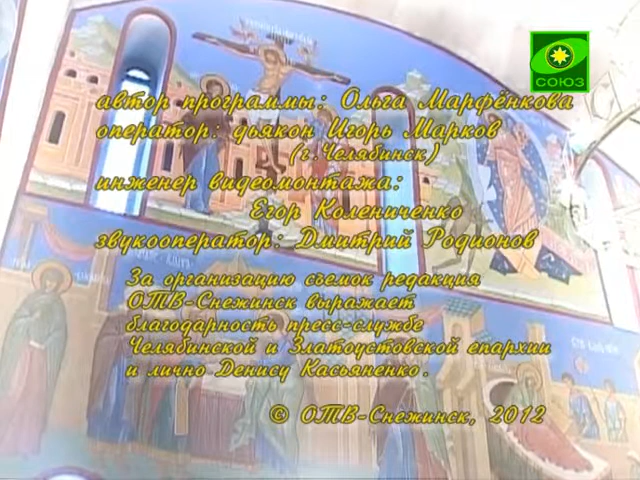 СОЮЗ
автор программы: Ольга Марфёнкова
оператор: дьякон Игорь Марков
(г.Челябинск)
инженер видеомонтажа:
Егор Колениченко
звукооператор: Дмитрий Родионов
За организацию съемок редакция
ОТВ-Снежинск выражает
благодарность пресс-службе
Челябинской и Златоустовской епархии
и лично Денису Касьяненко.
© ОТВ-Снежинск, 2012